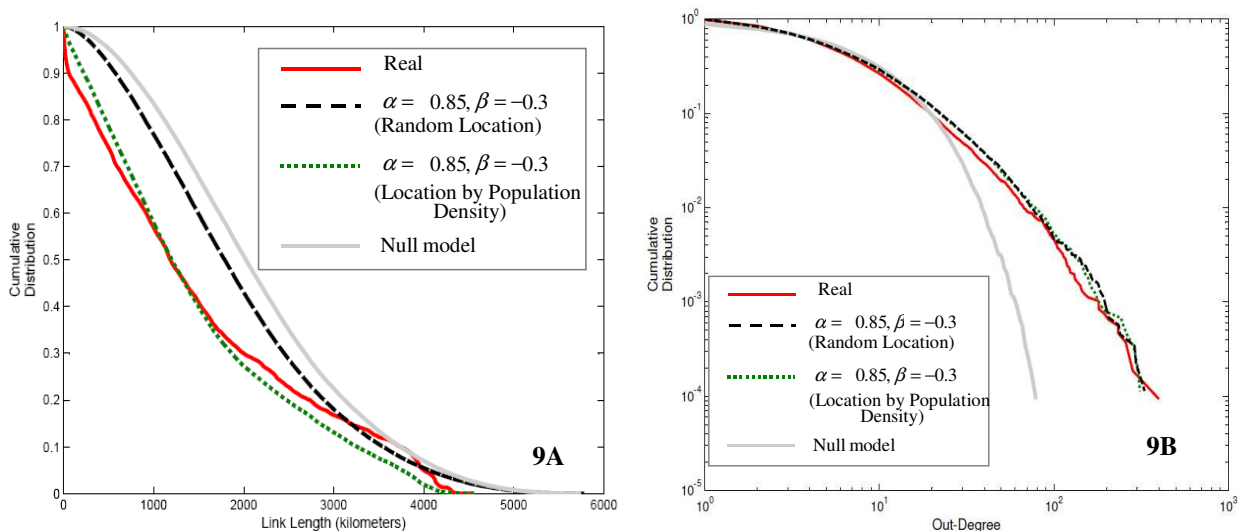 1
0.9
0.8
0.7
0.6
0.5
0.4
0.3
0.2
0.1
0
Cumulative
Distribution
0 1000 2000 3000 4000 5000 6000
Link Length (kilometers)
Real
α = 0.85, β = −0.3
(Random Location)
α = 0.85, β = −0.3
(Location by Population
Density)
Null model
9A
10^0
10^-1
10^-2
10^-3
10^-4
10^-5
Cumulative
Distribution
10^0 10^1 10^2 10^3
Out-Degree
Real
α = 0.85, β = −0.3
(Random Location)
α = 0.85, β = −0.3
(Location by Population
Density)
Null model
9B